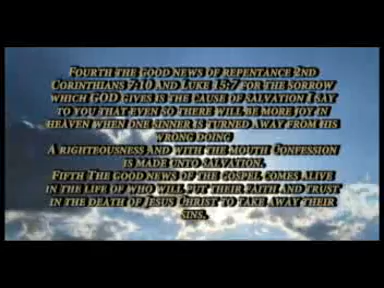 Fourth the good news of repentance 2nd
Corinthians 7:10 and Luke 15:7 for the sorrow
which GOD gives is the cause of salvation I say
to you that even so there will be more joy in
heaven when one sinner is turned away from his
wrong doing
A righteousness and with the mouth Confession
is made unto salvation.
Fifth The good news of the gospel comes alive
in the life of who will put their faith and trust
in the death of Jesus Christ to take away their
sins.